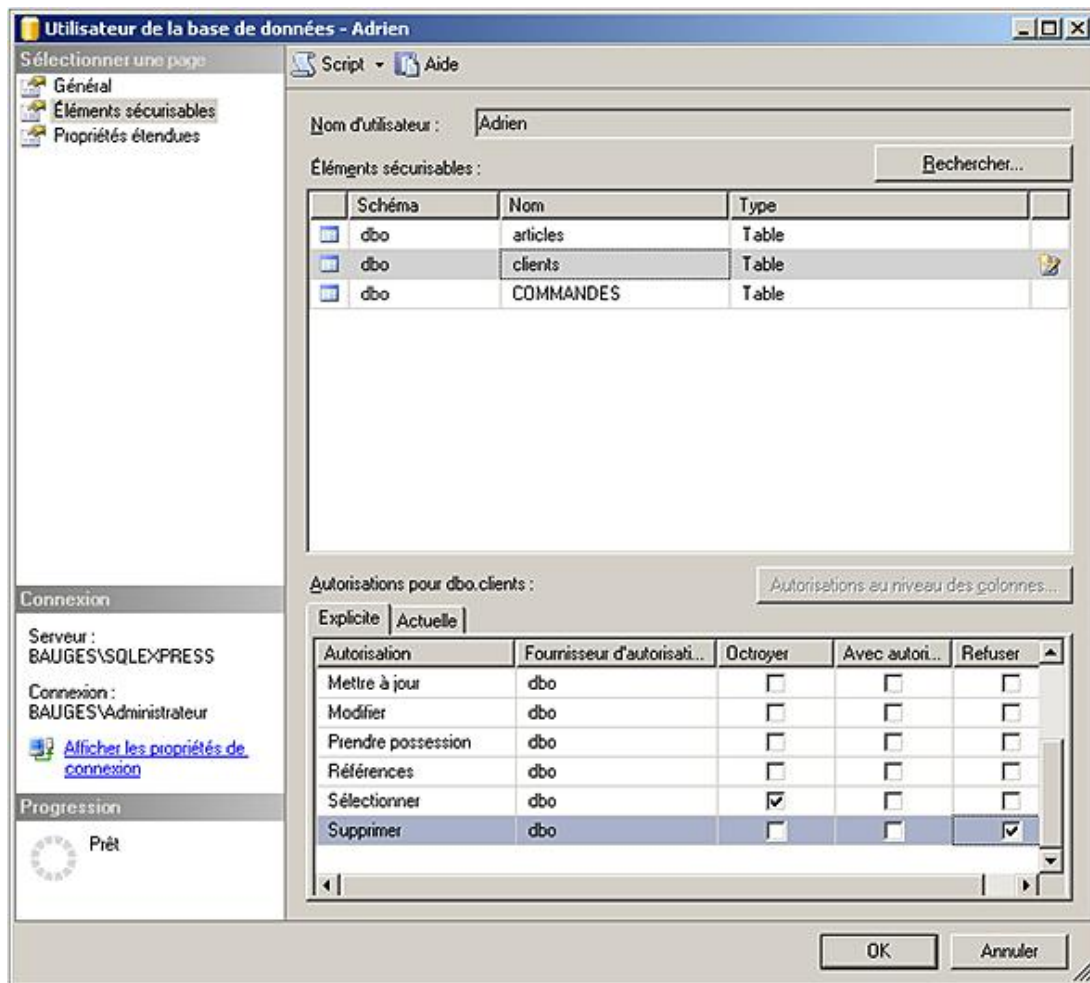 Utilisateur de la base de données - Adrien
Sélectionner une page
Général
Éléments sécurisables
Propriétés étendues
Script
Aide
Nom d'utilisateur : Adrien
Éléments sécurisables :
Rechercher...
Schéma Nom Type
dbo articles Table
dbo clients Table
dbo COMMANDES Table
Autorisations pour dbo.clients :
Autorisations au niveau des colonnes...
Explicite Actuelle
Autorisation Fournisseur d'autorisati... Octroyer Avec autori... Refuser
Mettre à jour dbo
Modifier dbo
Prendre possession dbo
Références dbo
Sélectionner dbo
Supprimer dbo
Connexion
Serveur :
BAUGES\SQLEXPRESS
Connexion :
BAUGES\Administrateur
Afficher les propriétés de
connexion
Progression
Prêt
OK Annuler